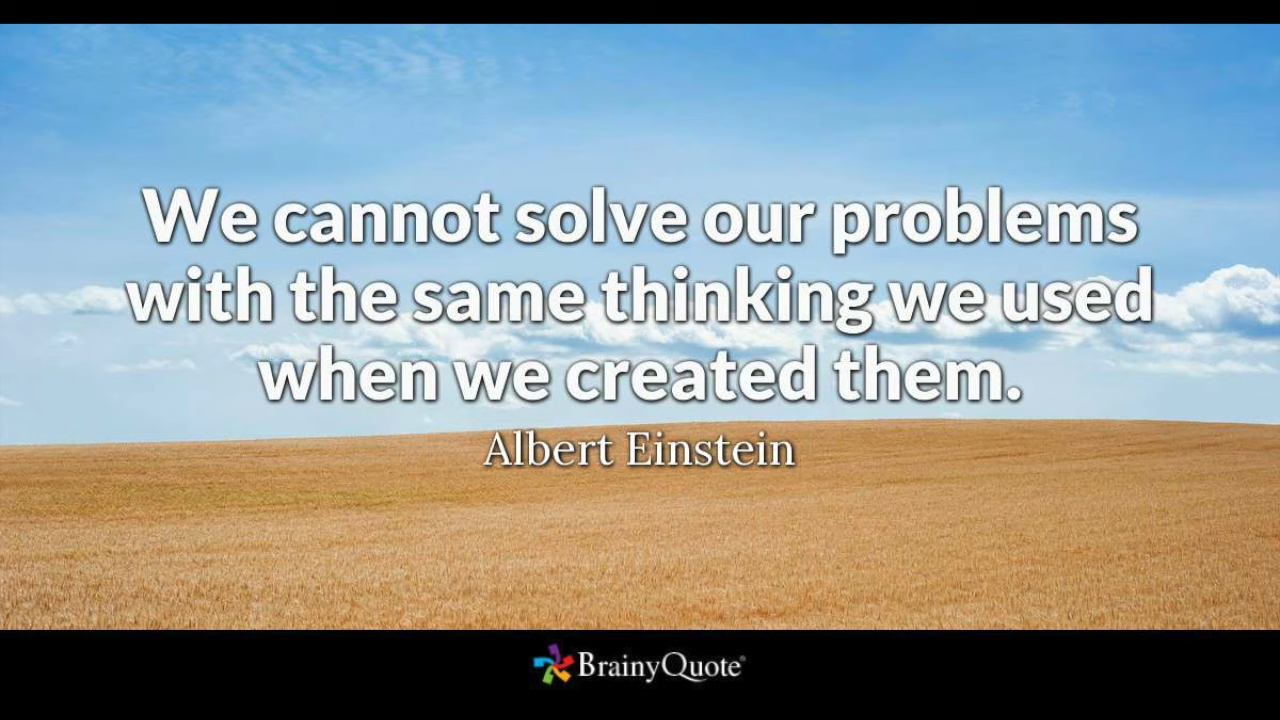 We cannot solve our problems
with the same thinking we used
when we created them.
Albert Einstein
BrainyQuote®